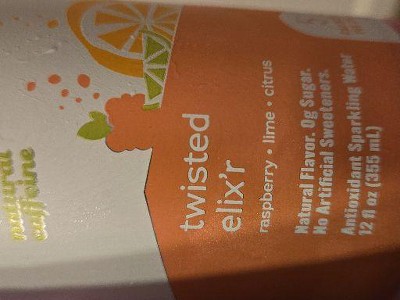 natural
caffeine
twisted
elix'r
raspberry • lime • citrus
Natural Flavor. 0g Sugar.
No Artificial Sweeteners.
Antioxidant Sparkling Water
12 fl oz (355 mL)